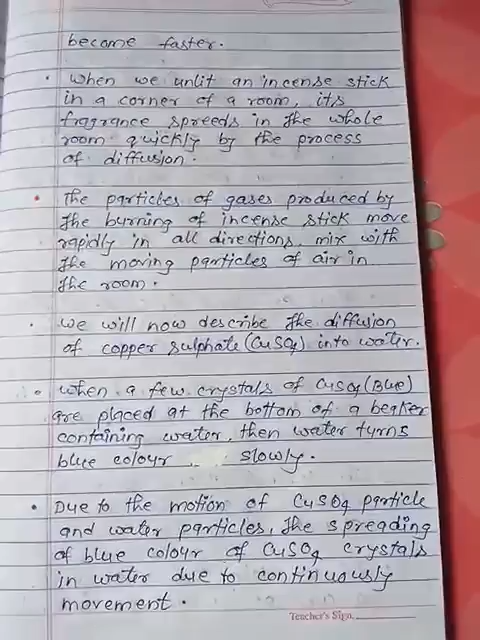 become faster.
• When we unlit an incense stick
in a corner of a room, its
fragrance spreeds in the whole
room quickly by the process
of diffusion.
• The particles of gases produced by
the burning of incense stick move
rapidly in all directions, mix with
the moving particles of air in
the room.
• we will now describe the diffusion
of copper sulphate (CuSO4) into water.
• when a few crystals of CuSO4 (Blue)
are placed at the bottom of a beaker
containing water, then water turns
blue colour slowly.
• Due to the motion of CuSO4 particle
and water particles, the spreading
of blue colour of CuSO4 crystals
in water due to continuously
movement.
Teacher's Sign.